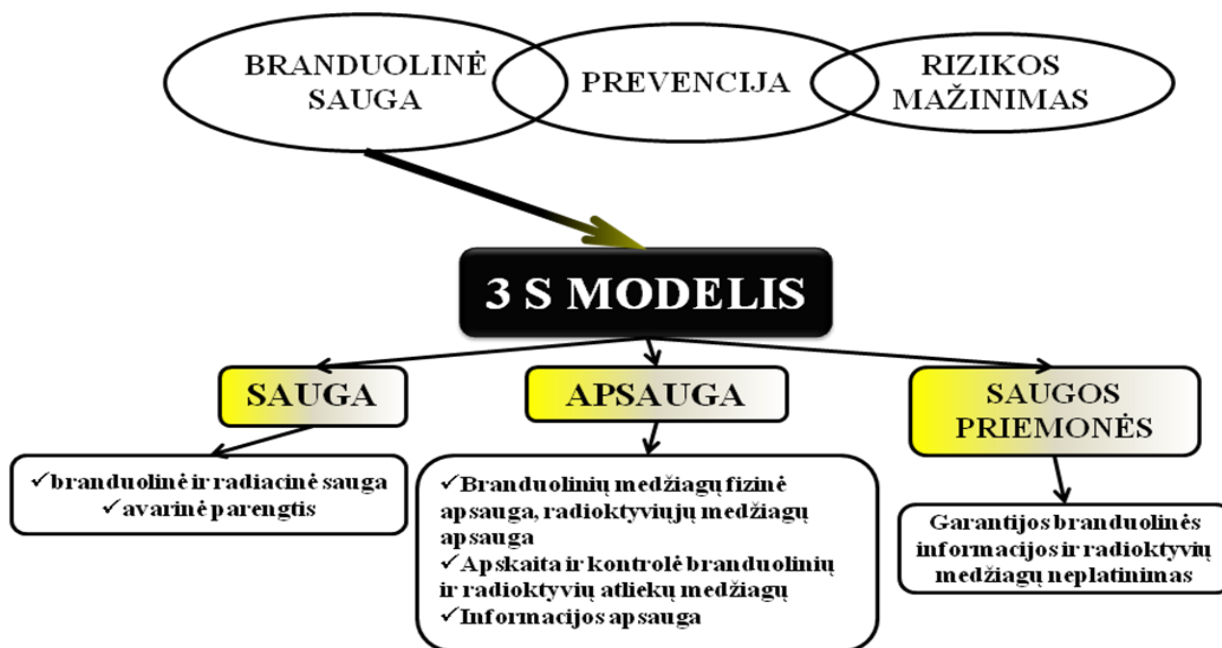 BRANDUOLINĖ
SAUGA
PREVENCIJA
RIZIKOS
MAŽINIMAS
3 S MODELIS
SAUGA
APSAUGA
SAUGOS
PRIEMONĖS
✓branduolinė ir radiacinė sauga
✓avarinė parengtis
✓Branduolinių medžiagų fizinė
apsauga, radioktyviųjų medžiagų
apsauga
✓Apskaita ir kontrolė branduolinių
ir radioktyvių atliekų medžiagų
✓Informacijos apsauga
Garantijos branduolinės
informacijos ir radioktyvių
medžiagų neplatinimas